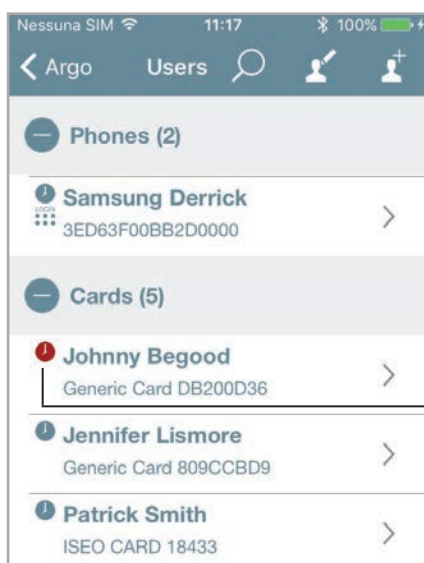 Nessuna SIM 11:17 100%
Argo Users
Phones (2)
LOGIN
Samsung Derrick
3ED63F00BB2D0000
Cards (5)
Johnny Begood
Generic Card DB200D36
Jennifer Lismore
Generic Card 809CCBD9
Patrick Smith
ISEO CARD 18433